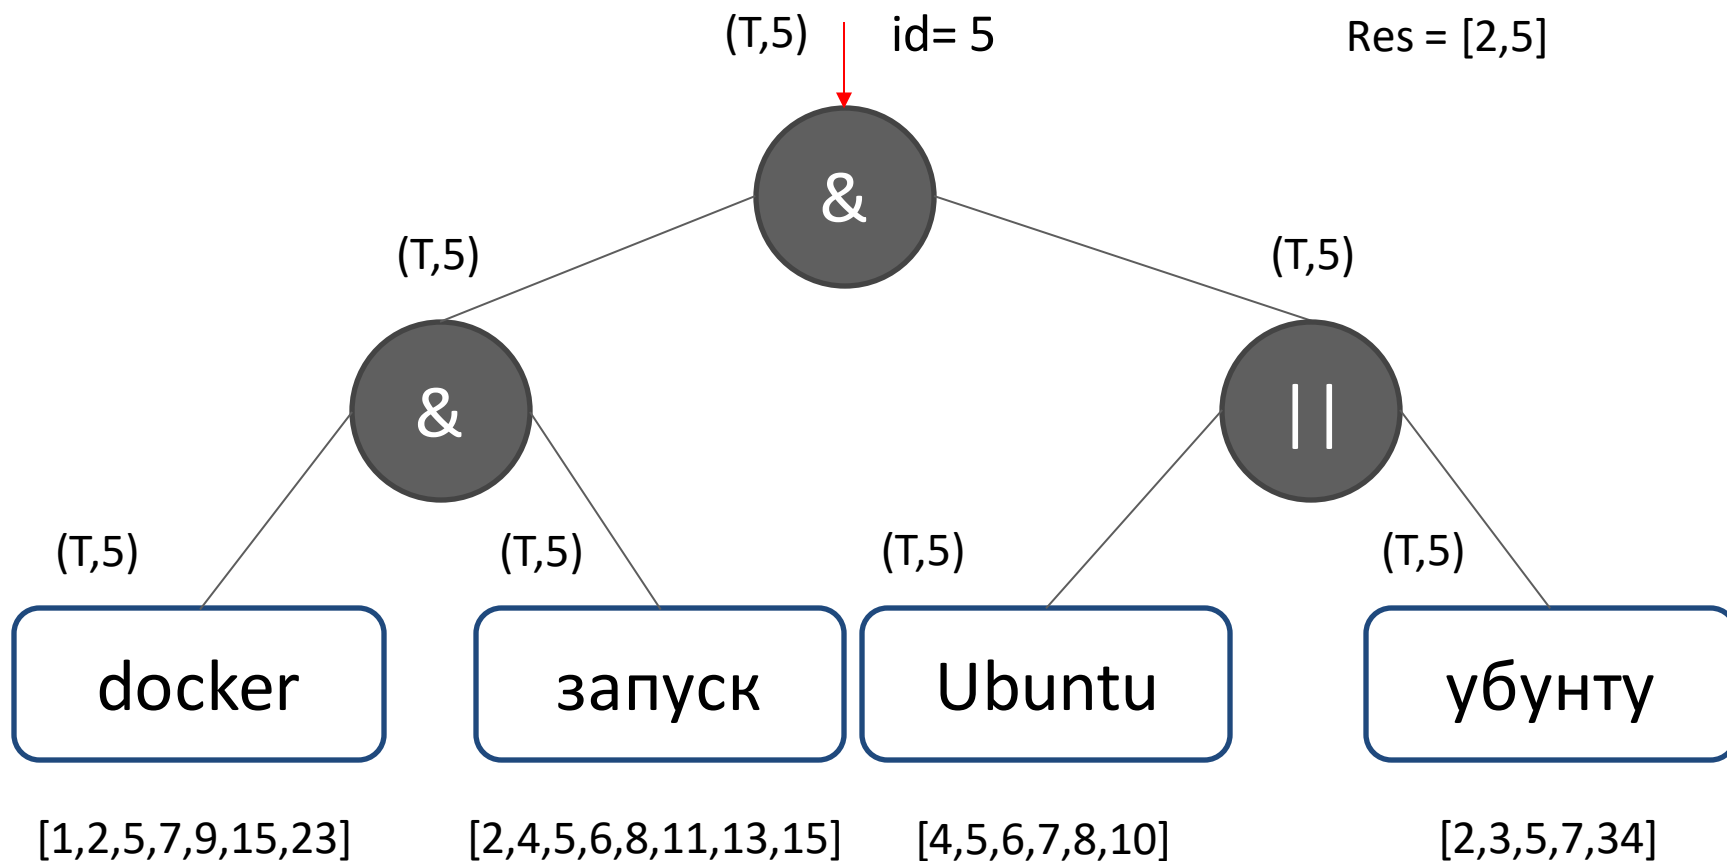 (T,5) id= 5 Res = [2,5]
&
(T,5) (T,5)
& ||
(T,5) (T,5) (T,5) (T,5)
docker запуск Ubuntu убунту
[1,2,5,7,9,15,23] [2,4,5,6,8,11,13,15] [4,5,6,7,8,10] [2,3,5,7,34]